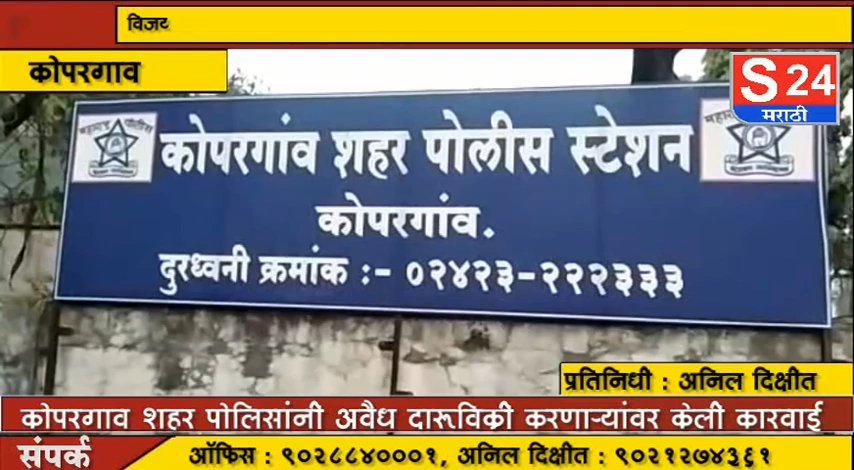 विजय
कोपरगाव
S 24
मराठी
महाराष्ट्र पोलीस
कोपरगांव शहर पोलीस स्टेशन
कोपरगांव.
दुरध्वनी क्रमांक :- ०२४२३-२२२३३३
प्रतिनिधी : अनिल दिक्षीत
कोपरगाव शहर पोलिसांनी अवैध दारूविक्री करणाऱ्यांवर केली कारवाई
संपर्क ऑफिस : ९०२८८४०००१, अनिल दिक्षीत : ९०२१२७४३६१